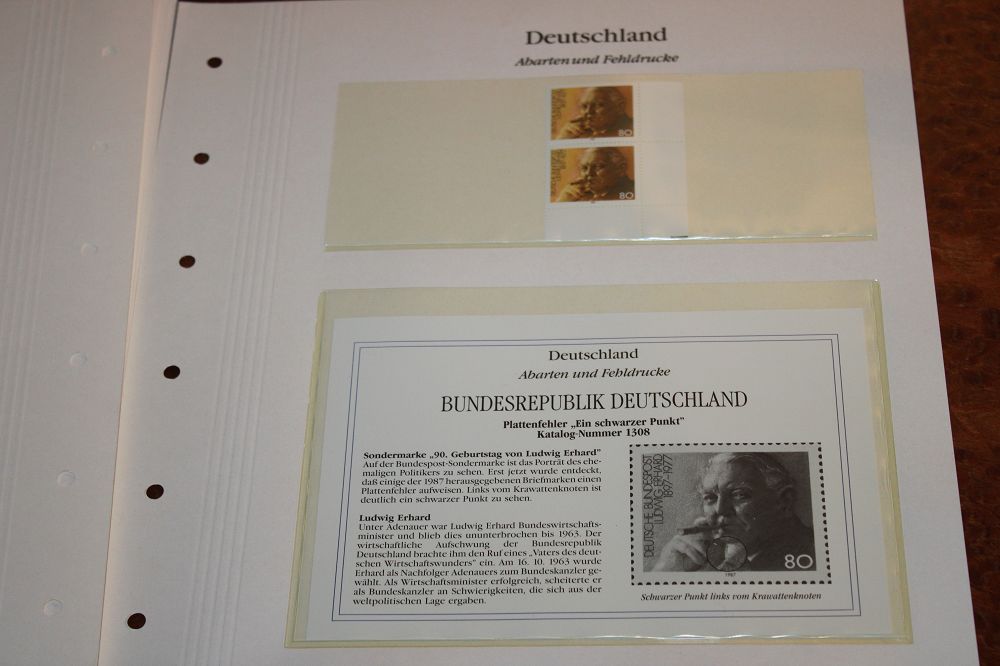 Deutschland
Abarten und Fehldrucke
80
80
Deutschland
Abarten und Fehldrucke
BUNDESREPUBLIK DEUTSCHLAND
Plattenfehler „Ein schwarzer Punkt"
Katalog-Nummer 1308
Sondermarke „90. Geburtstag von Ludwig Erhard"
Auf der Bundespost-Sondermarke ist das Porträt des ehe-
maligen Politikers zu sehen. Erst jetzt wurde entdeckt,
daß einige der 1987 herausgegebenen Briefmarken einen
Plattenfehler aufweisen. Links vom Krawattenknoten ist
deutlich ein schwarzer Punkt zu sehen.
Ludwig Erhard
Unter Adenauer war Ludwig Erhard Bundeswirtschafts-
minister und blieb dies ununterbrochen bis 1963. Der
wirtschaftliche Aufschwung der Bundesrepublik
Deutschland brachte ihm den Ruf eines „Vaters des deut-
schen Wirtschaftswunders" ein. Am 16. 10. 1963 wurde
Erhard als Nachfolger Adenauers zum Bundeskanzler ge-
wählt. Als Wirtschaftsminister erfolgreich, scheiterte er
als Bundeskanzler an Schwierigkeiten, die sich aus der
weltpolitischen Lage ergaben.
DEUTSCHE BUNDESPOST
LUDWIG ERHARD
1897-1977
80
1987
Schwarzer Punkt links vom Krawattenknoten